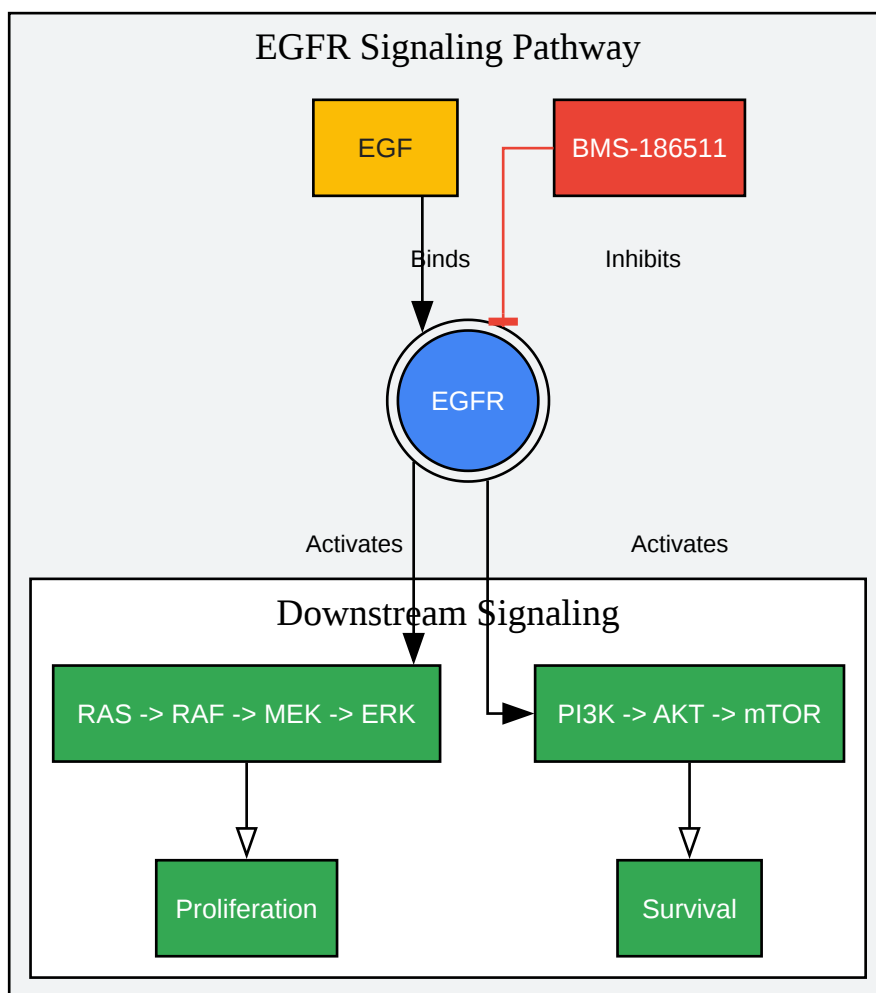 EGFR Signaling Pathway
EGF
BMS-186511
Binds
Inhibits
EGFR
Activates
Activates
Downstream Signaling
RAS -> RAF -> MEK -> ERK
PI3K -> AKT -> mTOR
Proliferation
Survival